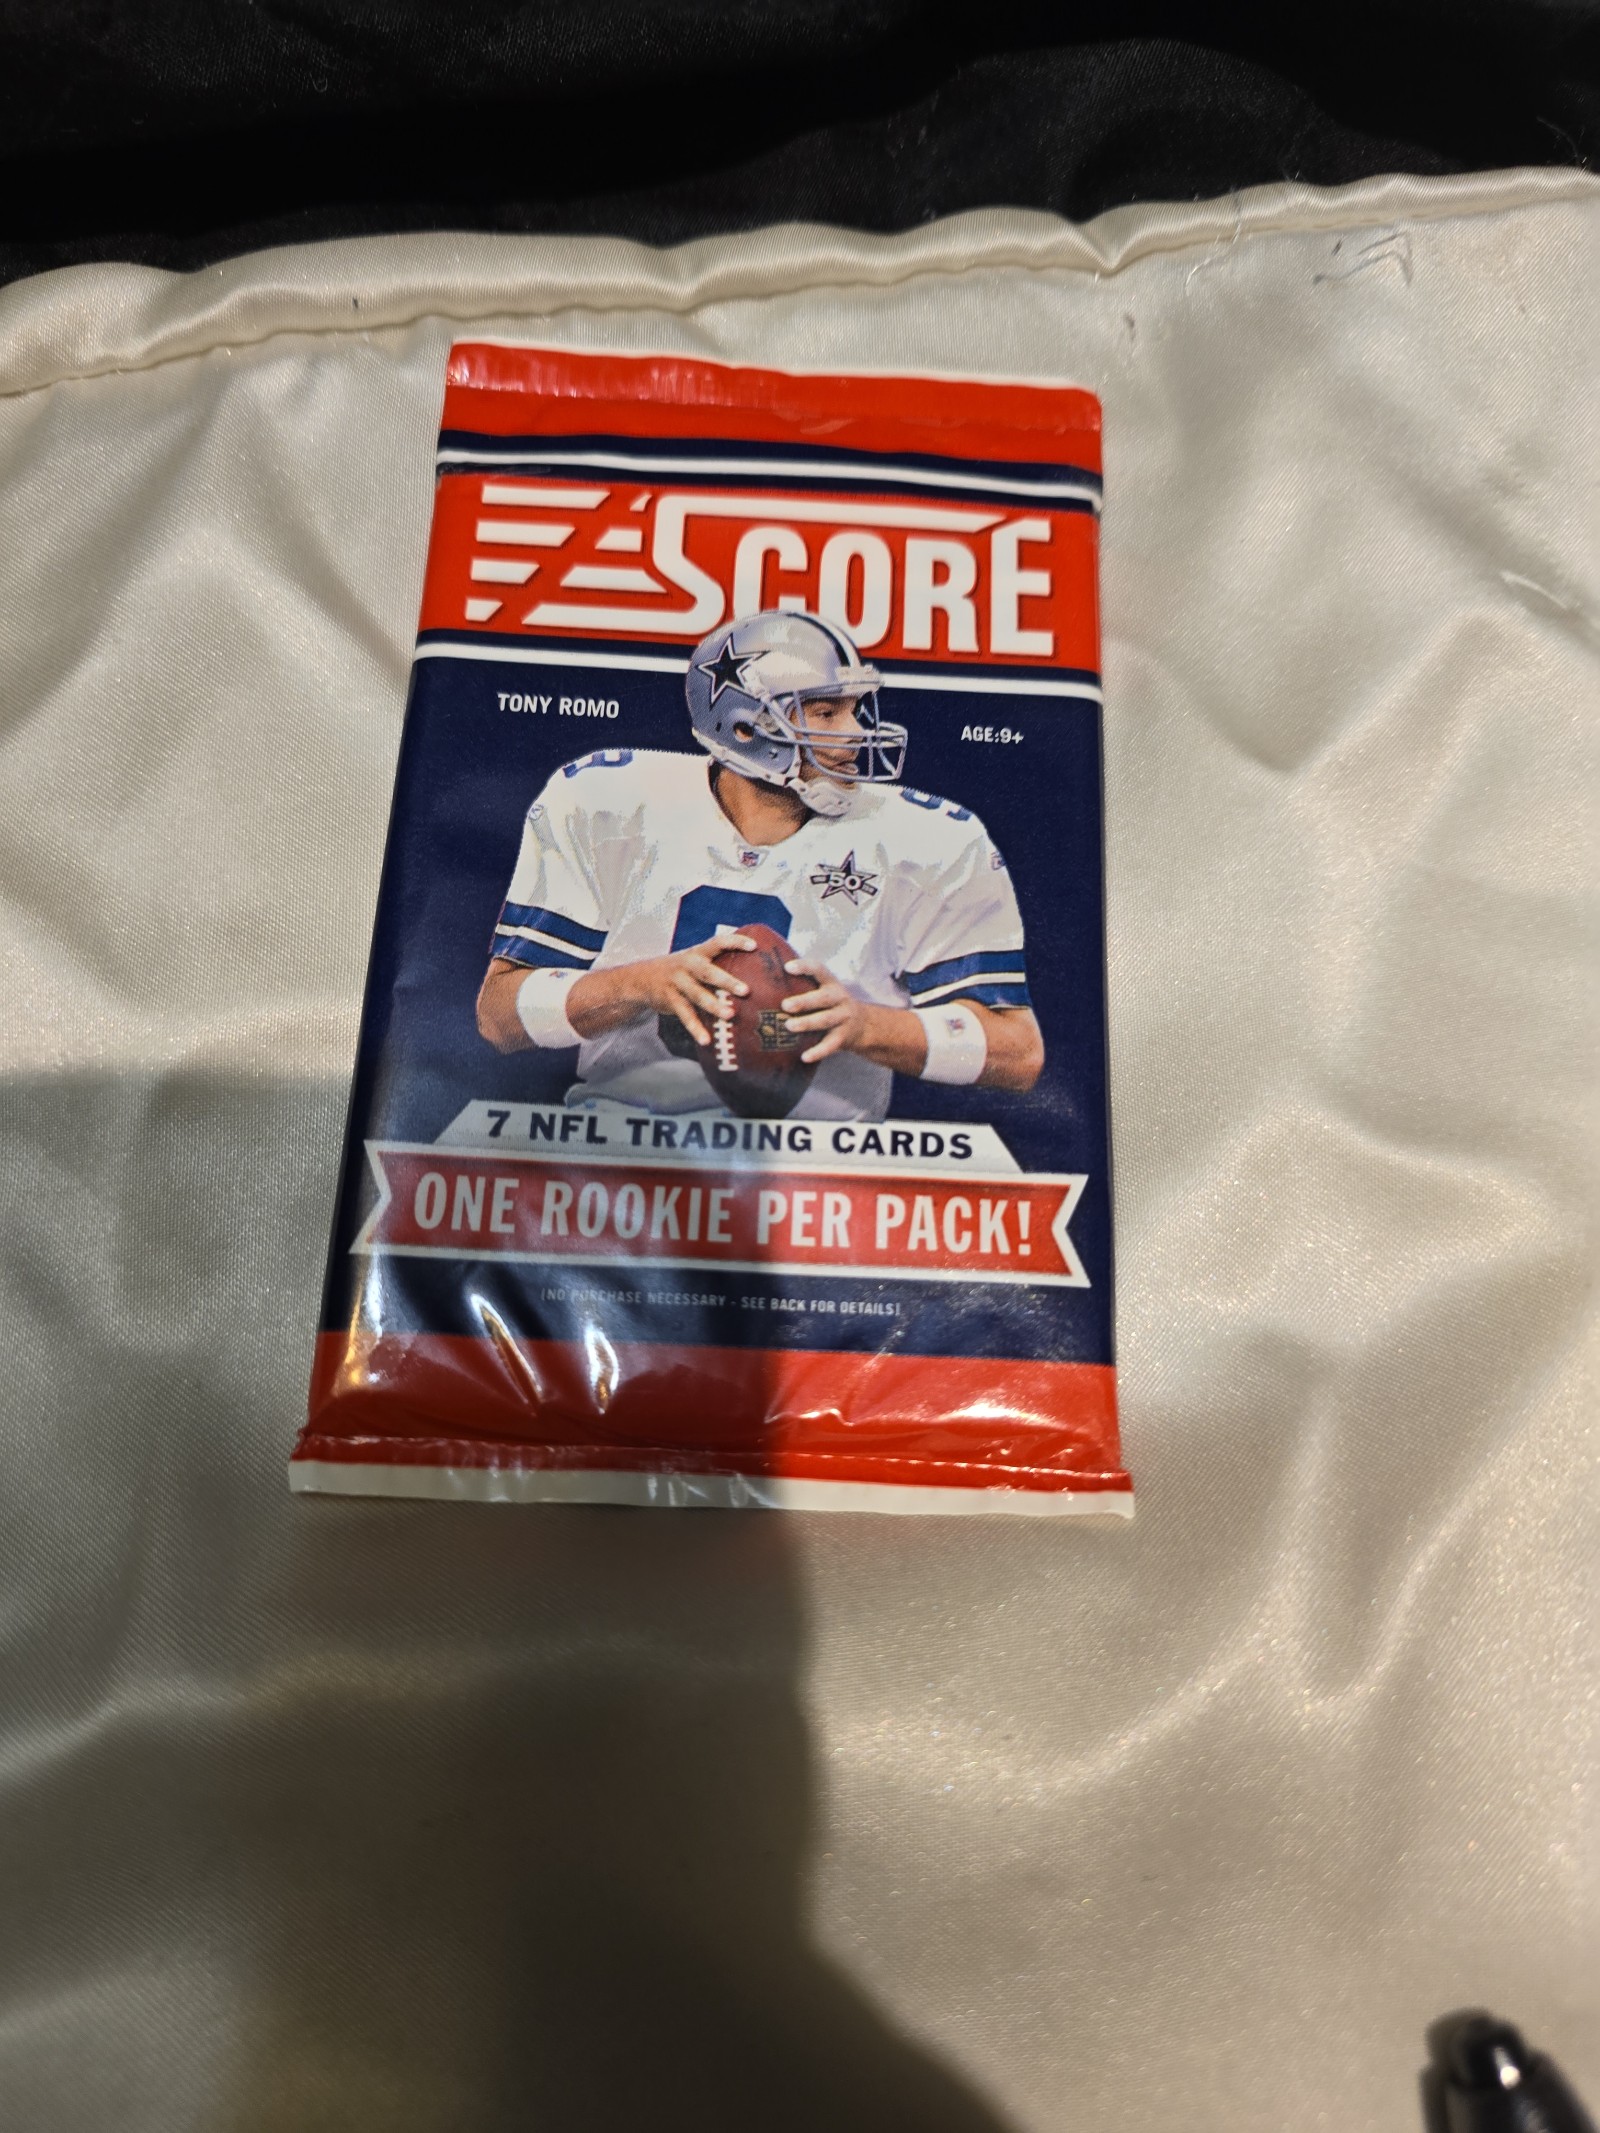 SCORE
TONY ROMO
AGE:9+
50
7 NFL TRADING CARDS
ONE ROOKIE PER PACK!
(NO PURCHASE NECESSARY - SEE BACK FOR DETAILS)